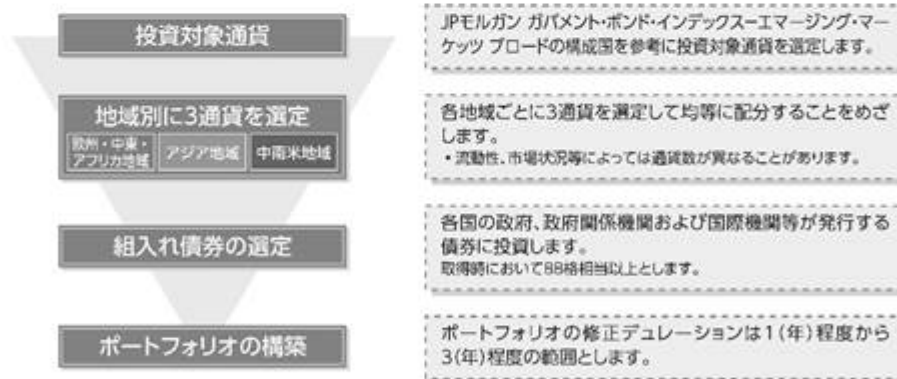 投資対象通貨
JPモルガン ガバメント・ボンド・インデックスーエマージング・マー
ケッツ ブロードの構成国を参考に投資対象通貨を選定します。
地域別に3通貨を選定
欧州・中東・
アフリカ地域
アジア地域
中南米地域
各地域ごとに3通貨を選定して均等に配分することをめざ
します。
・流動性、市場状況等によっては通貨数が異なることがあります。
組入れ債券の選定
各国の政府、政府関係機関および国際機関等が発行する
債券に投資します。
取得時においてBB格相当以上とします。
ポートフォリオの構築
ポートフォリオの修正デュレーションは1(年)程度から
3(年)程度の範囲とします。